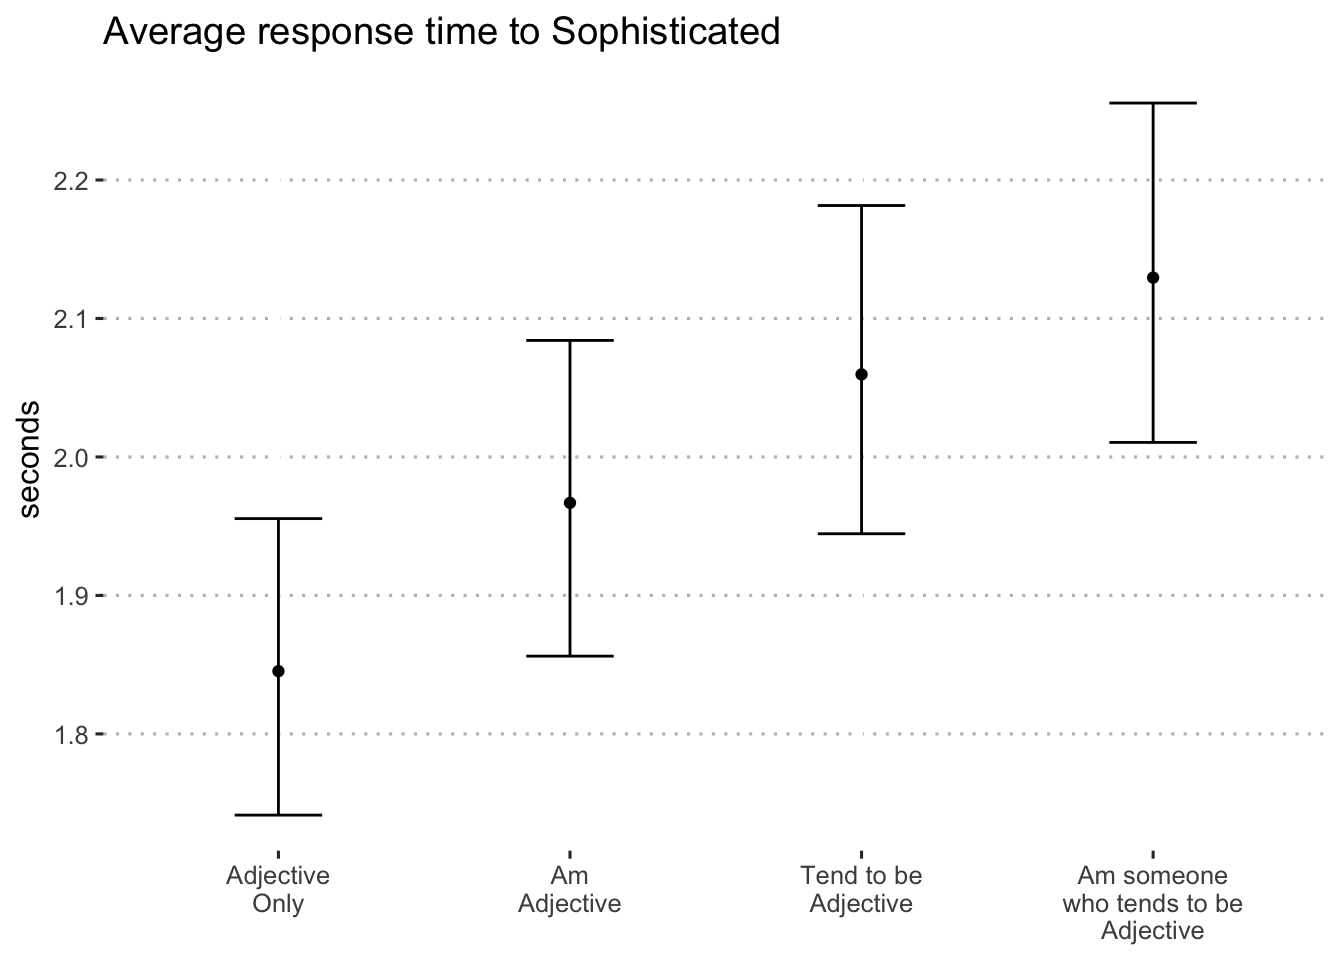 Average response time to Sophisticated
2.2
2.1
2.0
1.9
1.8
seconds
Adjective
Only
Am
Adjective
Tend to be
Adjective
Am someone
who tends to be
Adjective